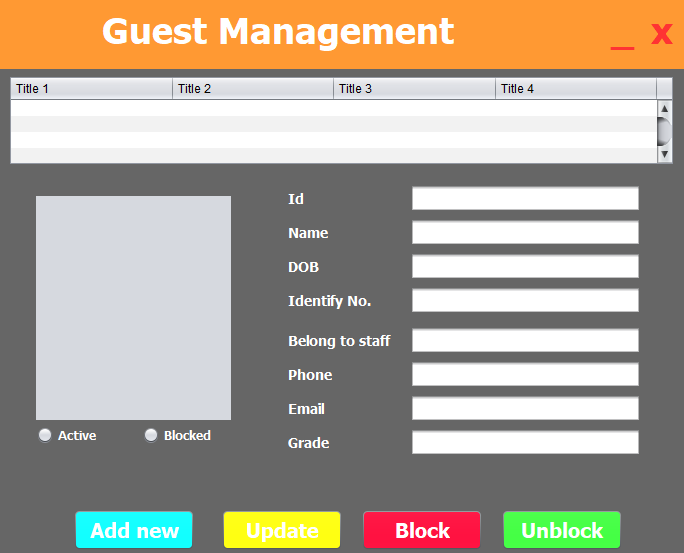 Guest Management _ x
Title 1 Title 2 Title 3 Title 4
Id
Name
DOB
Identify No.
Belong to staff
Phone
Email
Active Blocked
Grade
Add new Update Block Unblock